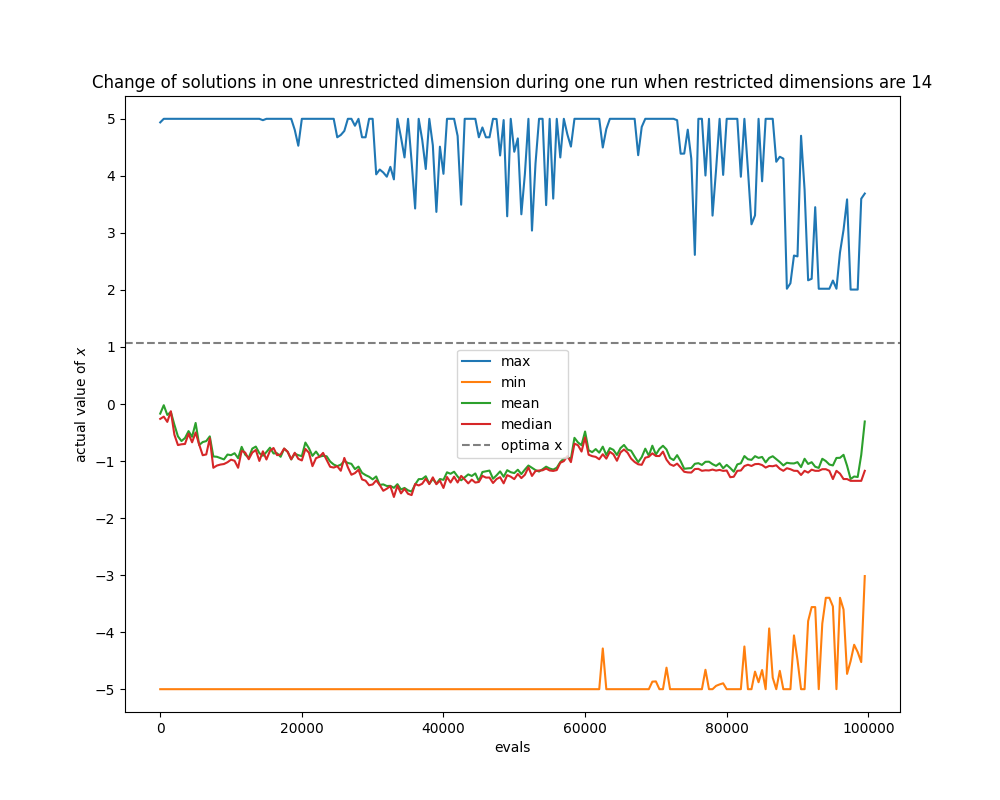 Change of solutions in one unrestricted dimension during one run when restricted dimensions are 14
actual value of x
5
4
3
2
1
0
−1
−2
−3
−4
−5
max
min
mean
median
optima x
0
20000
40000
60000
80000
100000
evals